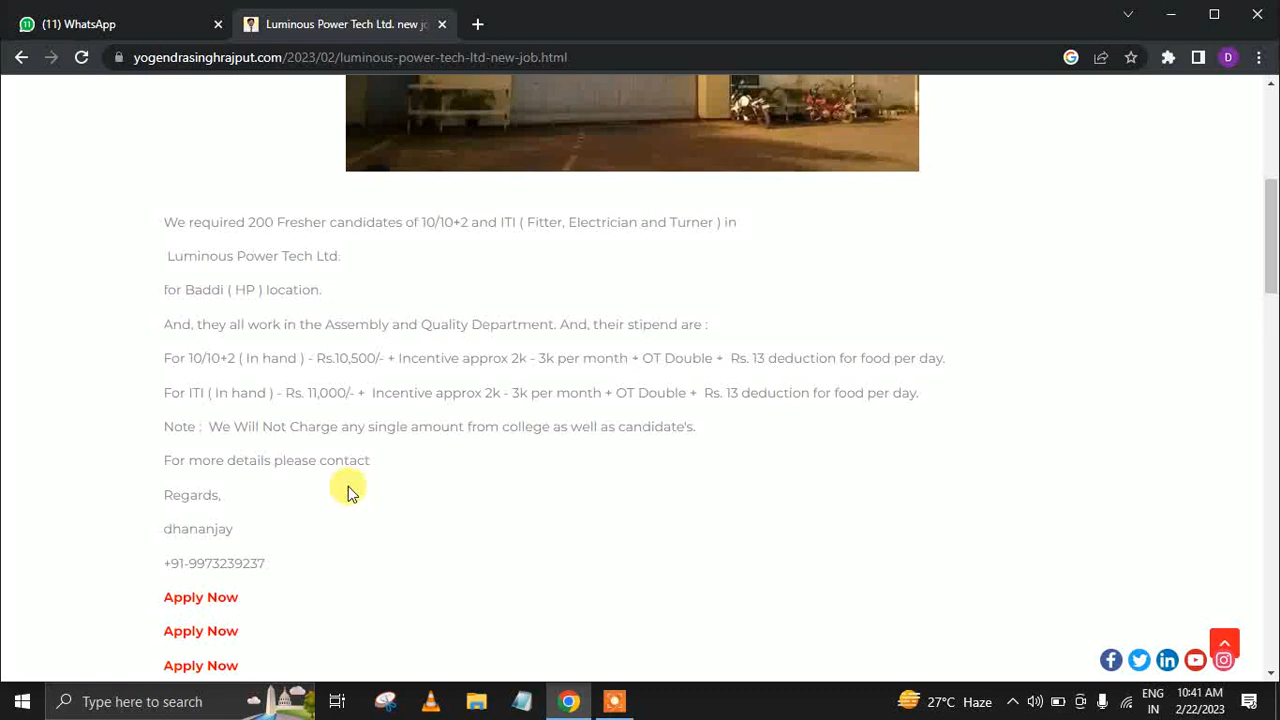 (11) WhatsApp
Luminous Power Tech Ltd. new jo
yogendrasinghrajput.com/2023/02/luminous-power-tech-ltd-new-job.html
D
We required 200 Fresher candidates of 10/10+2 and ITI ( Fitter, Electrician and Turner ) in
Luminous Power Tech Ltd.
for Baddi ( HP ) location.
And, they all work in the Assembly and Quality Department. And, their stipend are :
For 10/10+2 ( In hand ) - Rs.10,500/- + Incentive approx 2k - 3k per month + OT Double + Rs. 13 deduction for food per day.
For ITI ( In hand ) - Rs. 11,000/- + Incentive approx 2k - 3k per month + OT Double + Rs. 13 deduction for food per day.
Note : We Will Not Charge any single amount from college as well as candidate's.
For more details please contact
Regards,
dhananjay
+91-9973239237
Apply Now
Apply Now
Apply Now
Type here to search
27°C Haze
ENG
IN
10:41 AM
2/22/2023